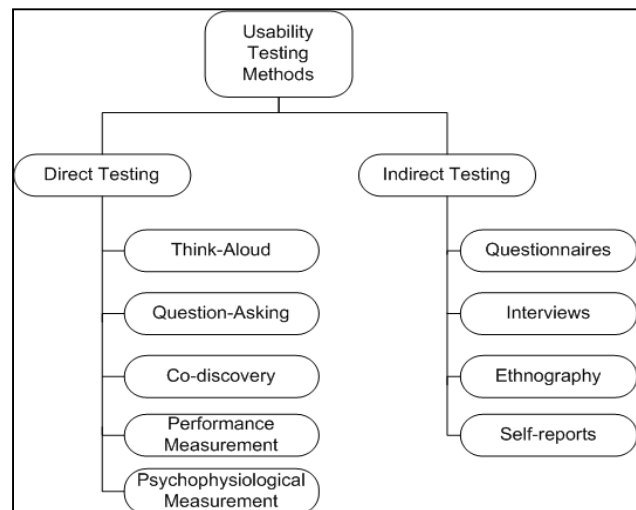 Usability
Testing
Methods
Direct Testing
Indirect Testing
Think-Aloud
Question-Asking
Co-discovery
Performance
Measurement
Psychophysiological
Measurement
Questionnaires
Interviews
Ethnography
Self-reports